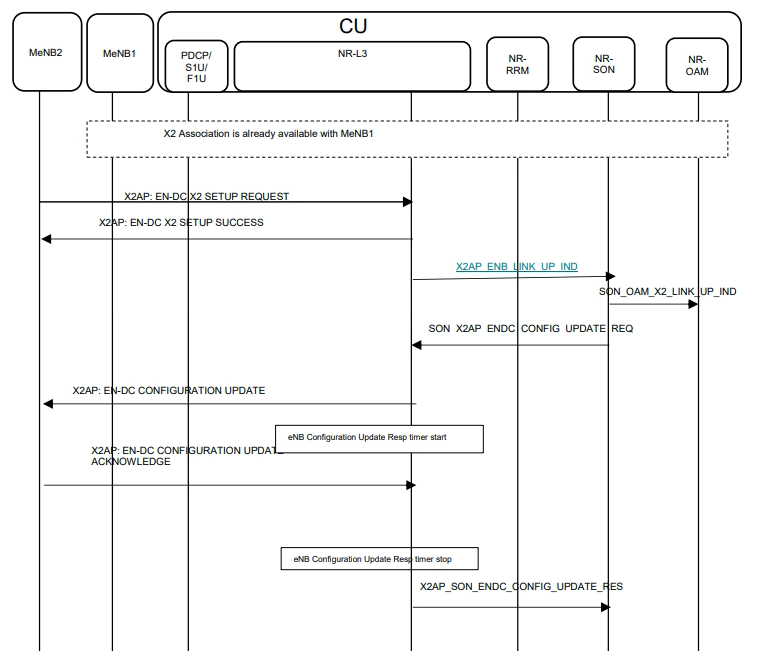 CU
MeNB2
MeNB1
PDCP/
S1U/
F1U
NR-L3
NR-
RRM
NR-
SON
NR-
OAM
X2 Association is already available with MeNB1
X2AP: EN-DC X2 SETUP REQUEST
X2AP: EN-DC X2 SETUP SUCCESS
X2AP_ENB_LINK_UP_IND
SON_OAM_X2_LINK_UP_IND
SON_X2AP_ENDC_CONFIG_UPDATE_REQ
X2AP: EN-DC CONFIGURATION UPDATE
eNB Configuration Update Resp timer start
X2AP: EN-DC CONFIGURATION UPDATE
ACKNOWLEDGE
eNB Configuration Update Resp timer stop
X2AP_SON_ENDC_CONFIG_UPDATE_RES